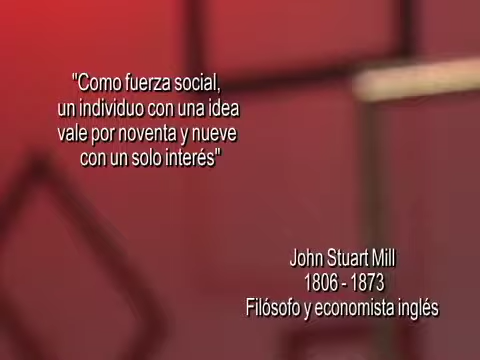 "Como fuerza social,
un individuo con una idea
vale por noventa y nueve
con un solo interés"
John Stuart Mill
1806 - 1873
Filósofo y economista inglés